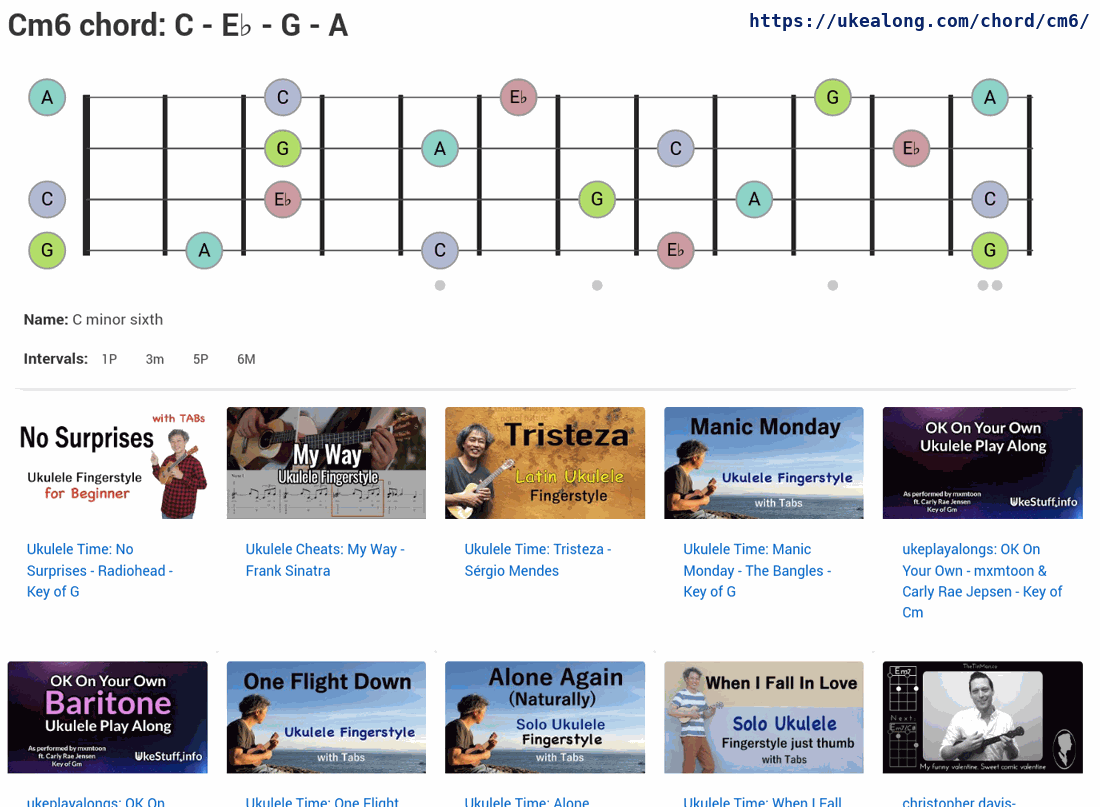 Cm6 chord: C - E♭ - G - A
https://ukealong.com/chord/cm6/
A C E♭ G A
G A C E♭
C E♭ G A C
G A C E♭ G
Name: C minor sixth
Intervals: 1P 3m 5P 6M
with TABs
No Surprises
Ukulele Fingerstyle
for Beginner
My Way
Ukulele Fingerstyle
Tristeza
Latin Ukulele
Fingerstyle
Manic Monday
Ukulele Fingerstyle
with Tabs
OK On Your Own
Ukulele Play Along
As performed by mxmtoon
ft. Carly Rae Jensen
Key of Gm
UkeStuff.info
Ukulele Time: No
Surprises - Radiohead -
Key of G
Ukulele Cheats: My Way -
Frank Sinatra
Ukulele Time: Tristeza -
Sérgio Mendes
Ukulele Time: Manic
Monday - The Bangles -
Key of G
ukeplayalongs: OK On
Your Own - mxmtoon &
Carly Rae Jepsen - Key of
Cm
OK On Your Own
Baritone
Ukulele Play Along
As performed by mxmtoon
ft. Carly Rae Jensen
Key of Gm
UkeStuff.info
One Flight Down
Ukulele Fingerstyle
with Tabs
Alone Again
(Naturally)
Solo Ukulele
Fingerstyle
with Tabs
When I Fall In Love
Solo Ukulele
Fingerstyle just thumb
with Tabs
TheTinMan.co
Em7
Next:
Em7/C#
My funny valentine. Sweet comic valentine
ukeplayalongs: OK On
Ukulele Time: One Flight
Ukulele Time: Alone
Ukulele Time: When I Fall
christopher davis-